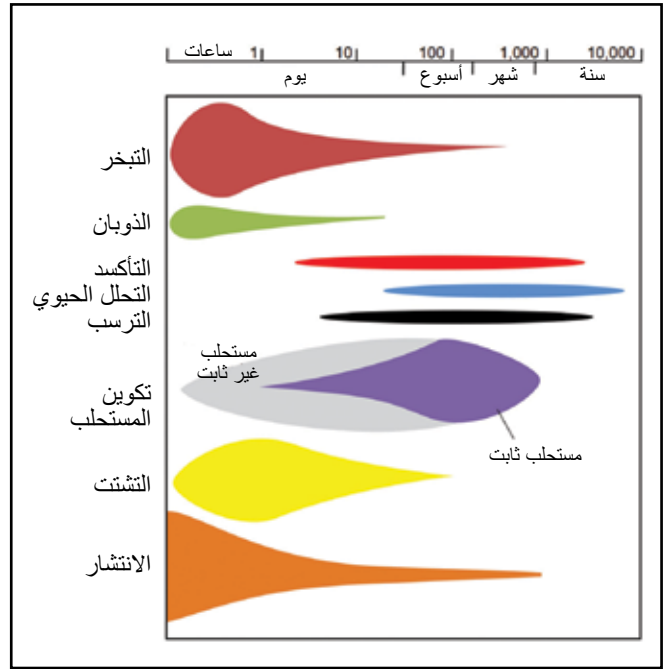 ساعات 1 10 100 1,000 10,000
يوم أسبوع شهر سنة
التبخر
الذوبان
التأكسد
التحلل الحيوي
الترسب
مستحلب
غير ثابت
تكوين
المستحلب
مستحلب ثابت
التشتت
الانتشار